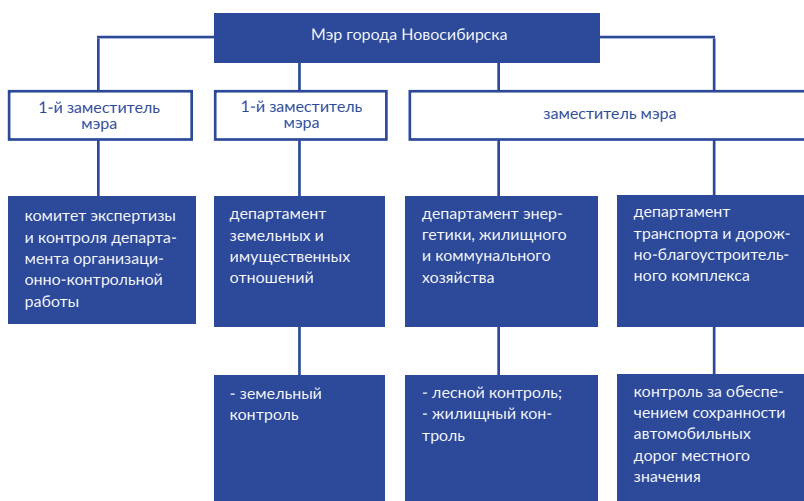 Мэр города Новосибирска
1-й заместитель
мэра
1-й заместитель
мэра
заместитель мэра
комитет экспертизы
и контроля департа-
мента организаци-
онно-контрольной
работы
департамент
земельных и
имущественных
отношений
департамент энер-
гетики, жилищного
и коммунального
хозяйства
департамент
транспорта и дорож-
но-благоустроитель-
ного комплекса
- земельный
контроль
- лесной контроль;
- жилищный кон-
троль
контроль за обеспе-
чением сохранности
автомобильных
дорог местного
значения